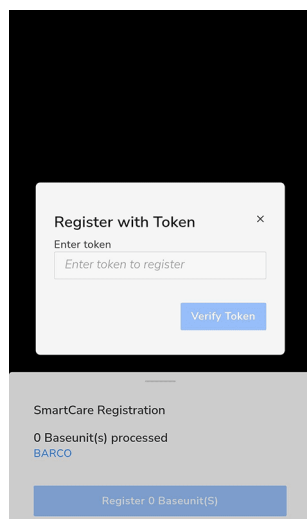 Register with Token
×
Enter token
Enter token to register
Verify Token
SmartCare Registration
0 Baseunit(s) processed
BARCO
Register 0 Baseunit(S)